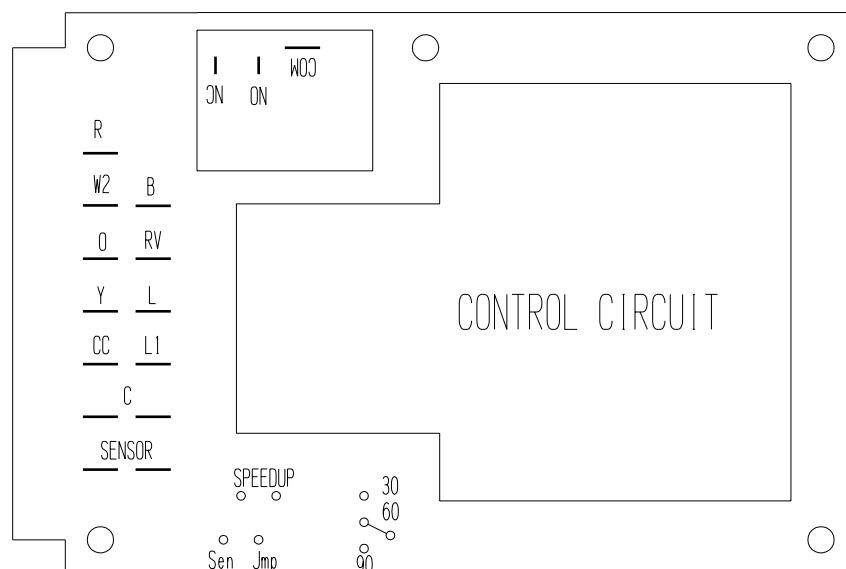 COM
NC
NO
R
W2
B
O
RV
Y
L
CC
L1
C
SENSOR
CONTROL CIRCUIT
SPEEDUP
30
60
90
Sen
Jmp